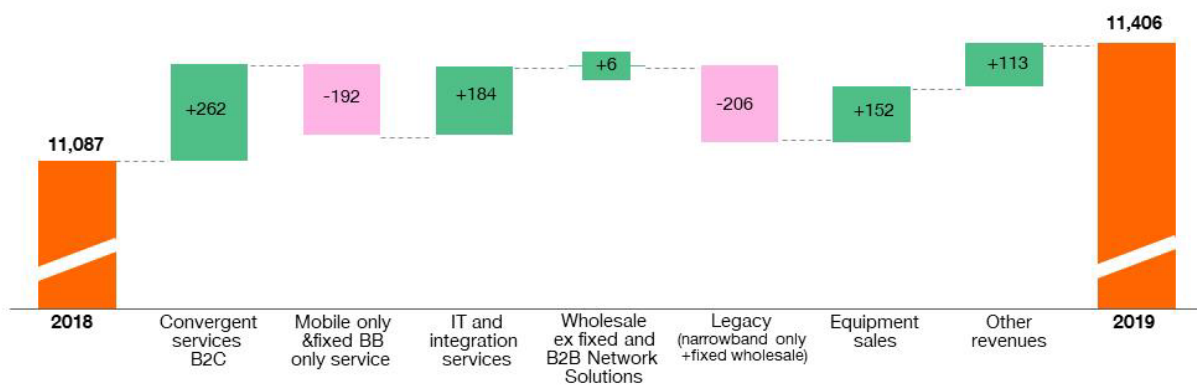 11,406
+113
+6
+262
-192
+184
-206
+152
11,087
2018
Convergent
services
B2C
Mobile only
&fixed BB
only service
IT and
integration
services
Wholesale
ex fixed and
B2B Network
Solutions
Legacy
(narrowband only
+fixed wholesale)
Equipment
sales
Other
revenues
2019